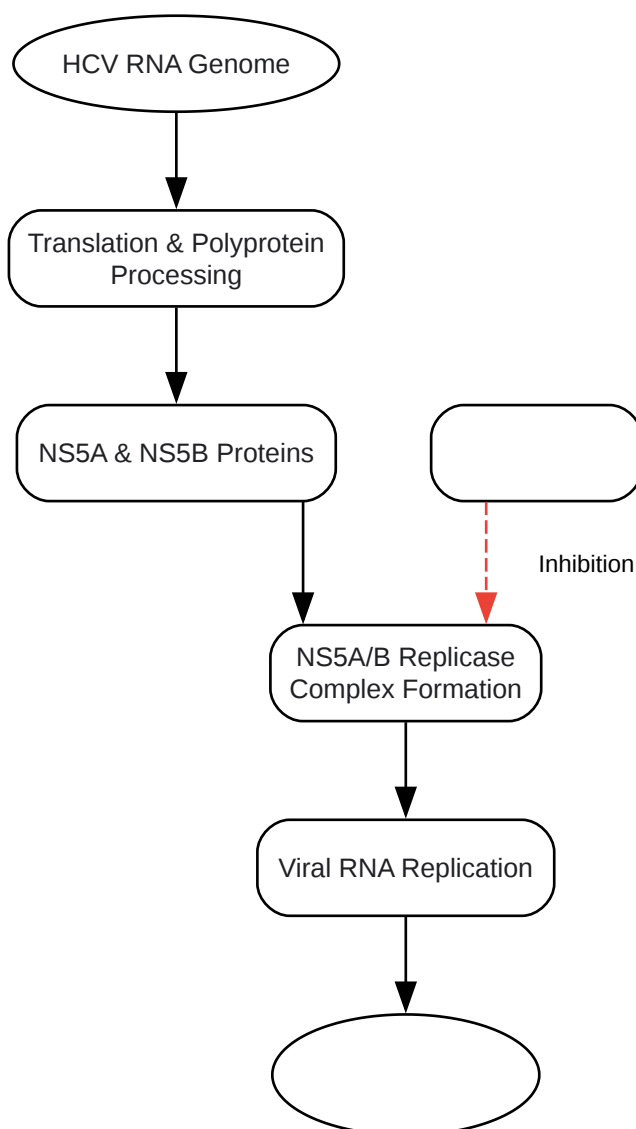 HCV RNA Genome
Translation & Polyprotein
Processing
NS5A & NS5B Proteins
Inhibition
NS5A/B Replicase
Complex Formation
Viral RNA Replication